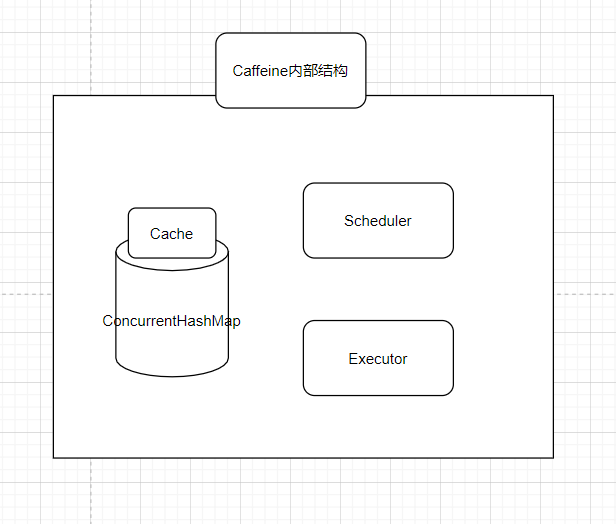 Caffeine内部结构
Cache
Scheduler
ConcurrentHashMap
Executor